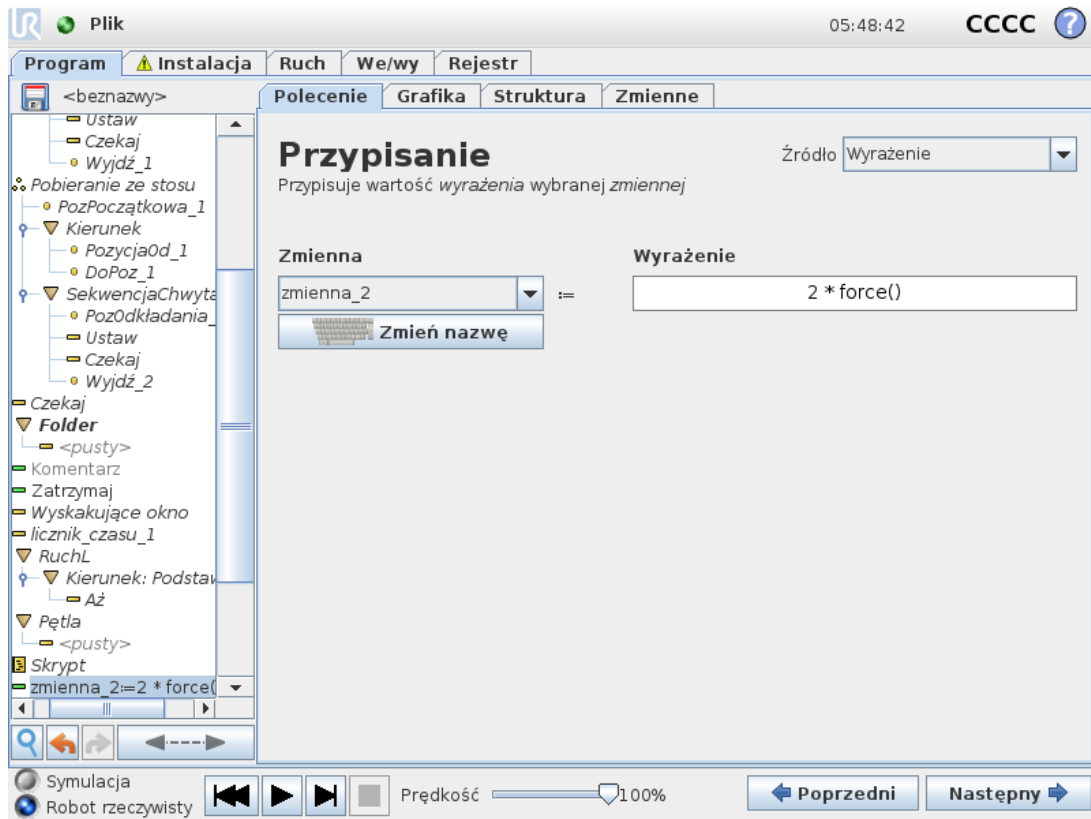 UR Plik 05:48:42 CCCC ?
Program Instalacja Ruch We/wy Rejestr
<beznazwy>
Polecenie Grafika Struktura Zmienne
Ustaw
Czekaj
Wyjdź_1
Pobieranie ze stosu
PozPoczątkowa_1
Kierunek
PozycjaOd_1
DoPoz_1
SekwencjaChwyta
PozOdkładania_
Ustaw
Czekaj
Wyjdź_2
Czekaj
Folder
<pusty>
Komentarz
Zatrzymaj
Wyskakujące okno
licznik_czasu_1
RuchL
Kierunek: Podstaw
Aż
Pętla
<pusty>
Skrypt
zmienna_2:=2 * force(
Przypisanie
Źródło Wyrażenie
Przypisuje wartość wyrażenia wybranej zmiennej
Zmienna Wyrażenie
zmienna_2 := 2 * force()
Zmień nazwę
Symulacja
Robot rzeczywisty
Prędkość 100%
Poprzedni Następny